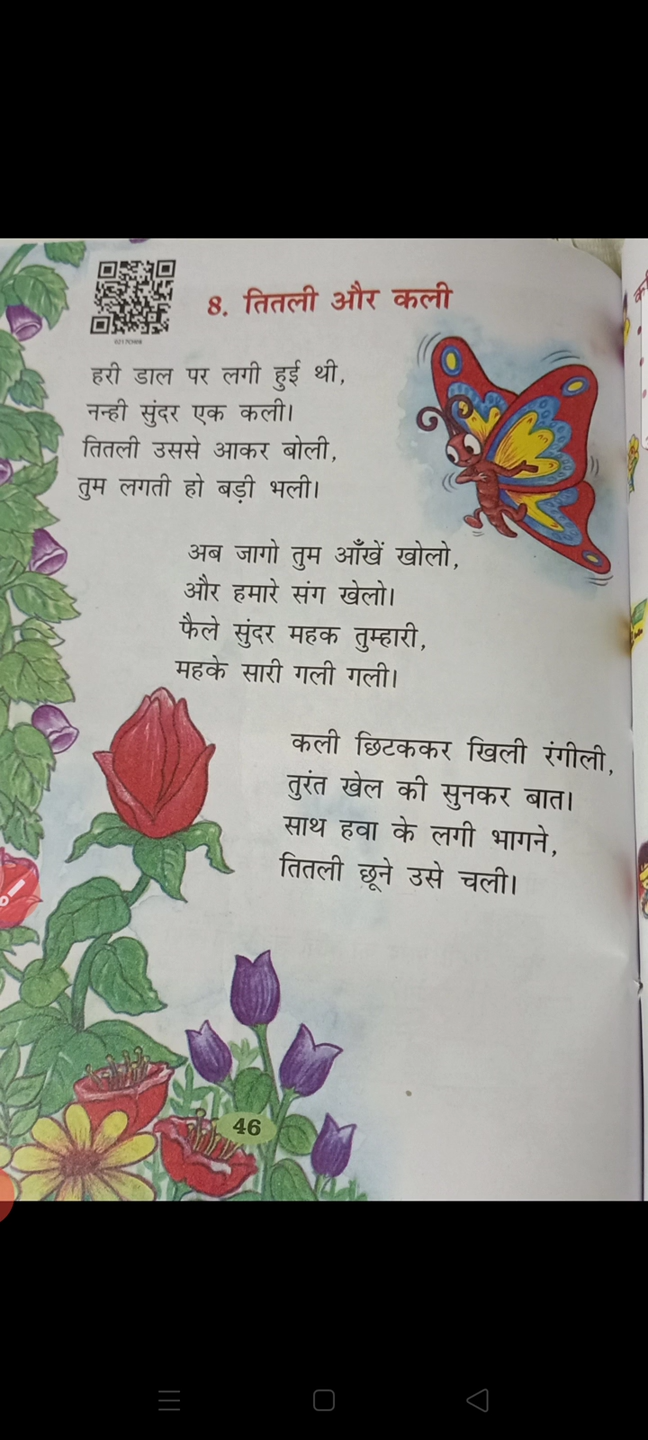 8. तितली और कली
हरी डाल पर लगी हुई थी,
नन्ही सुंदर एक कली।
तितली उससे आकर बोली,
तुम लगती हो बड़ी भली।
अब जागो तुम आँखें खोलो,
और हमारे संग खेलो।
फैले सुंदर महक तुम्हारी,
महके सारी गली गली।
कली छिटककर खिली रंगीली,
तुरंत खेल की सुनकर बात।
साथ हवा के लगी भागने,
तितली छूने उसे चली।
46